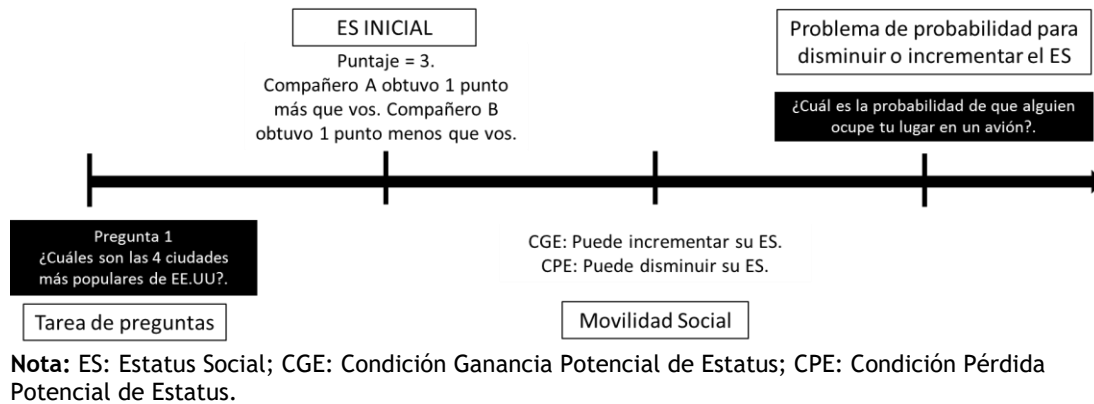 ES INICIAL
Puntaje = 3.
Compañero A obtuvo 1 punto
más que vos. Compañero B
obtuvo 1 punto menos que vos.
Problema de probabilidad para
disminuir o incrementar el ES
¿Cuál es la probabilidad de que alguien
ocupe tu lugar en un avión?.
Pregunta 1
¿Cuáles son las 4 ciudades
más populares de EE.UU?.
Tarea de preguntas
CGE: Puede incrementar su ES.
CPE: Puede disminuir su ES.
Movilidad Social
Nota: ES: Estatus Social; CGE: Condición Ganancia Potencial de Estatus; CPE: Condición Pérdida
Potencial de Estatus.